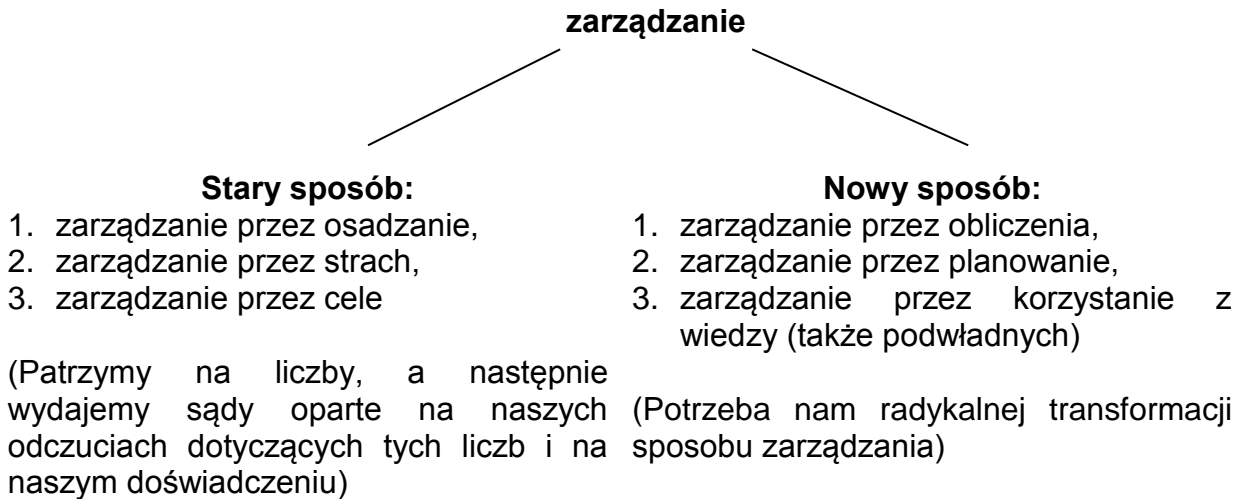 zarządzanie
Stary sposób:
1. zarządzanie przez osadzanie,
2. zarządzanie przez strach,
3. zarządzanie przez cele
(Patrzymy na liczby, a następnie
wydajemy sądy oparte na naszych
odczuciach dotyczących tych liczb i na
naszym doświadczeniu)
Nowy sposób:
1. zarządzanie przez obliczenia,
2. zarządzanie przez planowanie,
3. zarządzanie przez korzystanie z
wiedzy (także podwładnych)
(Potrzeba nam radykalnej transformacji
sposobu zarządzania)